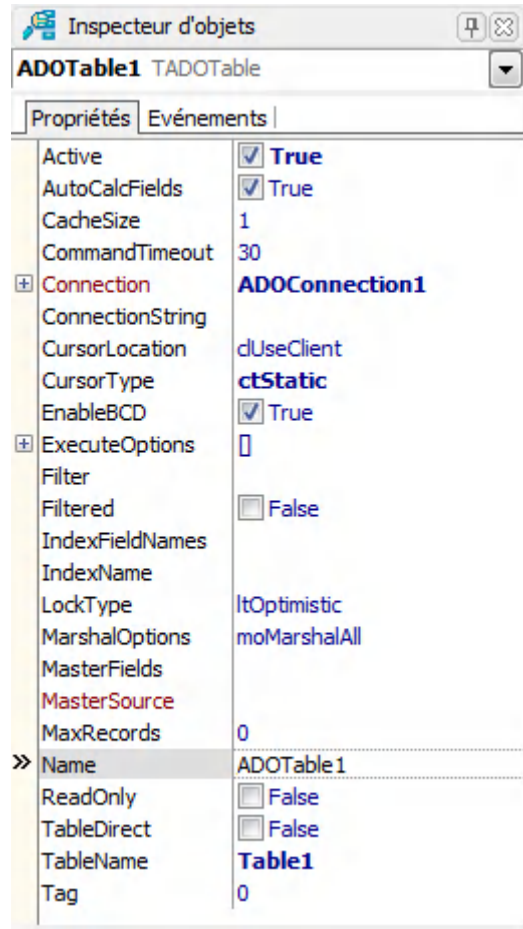 Inspecteur d'objets
ADOTable1 TADOTable
Propriétés Evénements
Active True
AutoCalcFields True
CacheSize 1
CommandTimeout 30
Connection ADOConnection1
ConnectionString
CursorLocation clUseClient
CursorType ctStatic
EnableBCD True
ExecuteOptions []
Filter
Filtered False
IndexFieldNames
IndexName
LockType ltOptimistic
MarshalOptions moMarshalAll
MasterFields
MasterSource
MaxRecords 0
Name ADOTable1
ReadOnly False
TableDirect False
TableName Table1
Tag 0